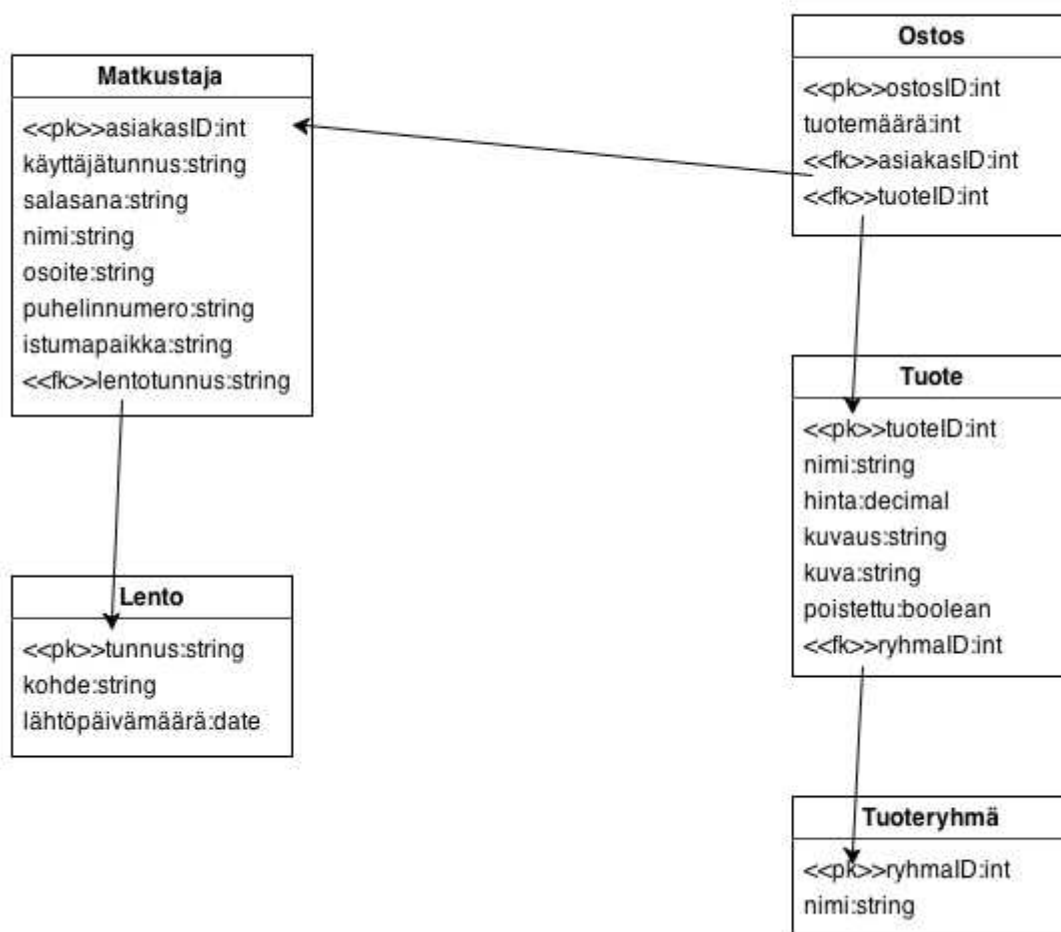 Matkustaja
<<pk>>asiakasID:int
käyttäjätunnus:string
salasana:string
nimi:string
osoite:string
puhelinnumero:string
istumapaikka:string
<<fk>>lentotunnus:string
Lento
<<pk>>tunnus:string
kohde:string
lähtöpäivämäärä:date
Ostos
<<pk>>ostosID:int
tuotemäärä:int
<<fk>>asiakasID:int
<<fk>>tuoteID:int
Tuote
<<pk>>tuoteID:int
nimi:string
hinta:decimal
kuvaus:string
kuva:string
poistettu:boolean
<<fk>>ryhmaID:int
Tuoteryhmä
<<pk>>ryhmaID:int
nimi:string